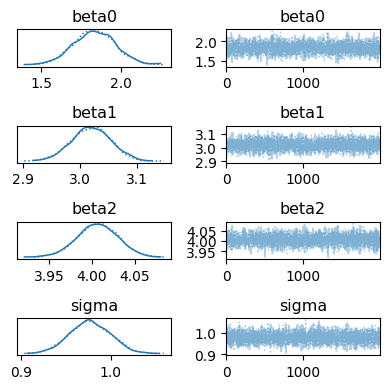 beta0 beta0
2.0
1.5
1.5 2.0 0 1000
beta1 beta1
3.1
3.0
2.9
2.9 3.0 3.1 0 1000
beta2 beta2
4.05
4.00
3.95
3.95 4.00 4.05 0 1000
sigma sigma
1.0
0.9
0.9 1.0 0 1000